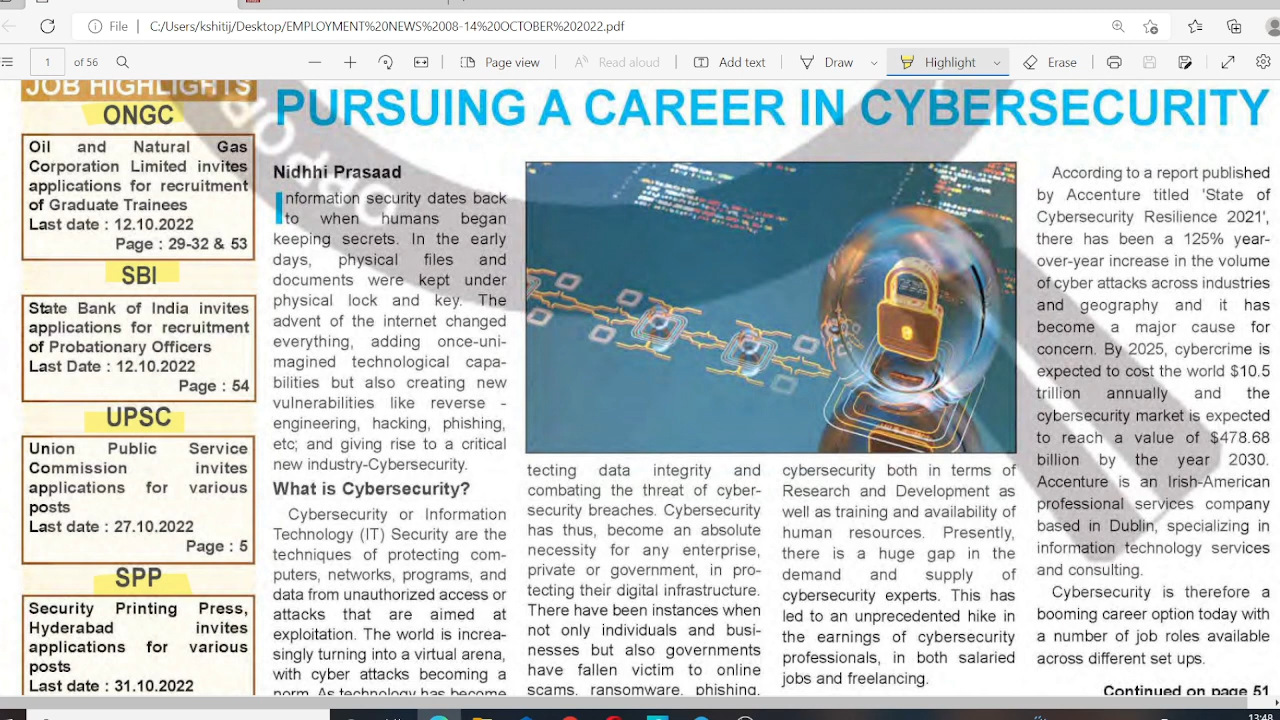 File
C:/Users/kshitij/Desktop/EMPLOYMENT%20NEWS%2008-14%20OCTOBER%202022.pdf
1 of 56
Page view
Read aloud
Add text
Draw
Highlight
Erase
JOB HIGHLIGHTS
ONGC
Oil and Natural Gas
Corporation Limited invites
applications for recruitment
of Graduate Trainees
Last date : 12.10.2022
Page : 29-32 & 53
SBI
State Bank of India invites
applications for recruitment
of Probationary Officers
Last Date : 12.10.2022
Page : 54
UPSC
Union Public Service
Commission invites
applications for various
posts
Last date : 27.10.2022
Page : 5
SPP
Security Printing Press,
Hyderabad invites
applications for various
posts
Last date : 31.10.2022
PURSUING A CAREER IN CYBERSECURITY
Nidhhi Prasaad
Information security dates back
to when humans began
keeping secrets. In the early
days, physical files and
documents were kept under
physical lock and key. The
advent of the internet changed
everything, adding once-uni-
magined technological capa-
bilities but also creating new
vulnerabilities like reverse -
engineering, hacking, phishing,
etc; and giving rise to a critical
new industry-Cybersecurity.
What is Cybersecurity?
Cybersecurity or Information
Technology (IT) Security are the
techniques of protecting com-
puters, networks, programs, and
data from unauthorized access or
attacks that are aimed at
exploitation. The world is increa-
singly turning into a virtual arena,
with cyber attacks becoming a
norm. As technology has become
tecting data integrity and
combating the threat of cyber-
security breaches. Cybersecurity
has thus, become an absolute
necessity for any enterprise,
private or government, in pro-
tecting their digital infrastructure.
There have been instances when
not only individuals and busi-
nesses but also governments
have fallen victim to online
scams, ransomware, phishing,
cybersecurity both in terms of
Research and Development as
well as training and availability of
human resources. Presently,
there is a huge gap in the
demand and supply of
cybersecurity experts. This has
led to an unprecedented hike in
the earnings of cybersecurity
professionals, in both salaried
jobs and freelancing.
According to a report published
by Accenture titled 'State of
Cybersecurity Resilience 2021',
there has been a 125% year-
over-year increase in the volume
of cyber attacks across industries
and geography and it has
become a major cause for
concern. By 2025, cybercrime is
expected to cost the world $10.5
trillion annually and the
cybersecurity market is expected
to reach a value of $478.68
billion by the year 2030.
Accenture is an Irish-American
professional services company
based in Dublin, specializing in
information technology services
and consulting.
Cybersecurity is therefore a
booming career option today with
a number of job roles available
across different set ups.
Continued on page 51
13:48